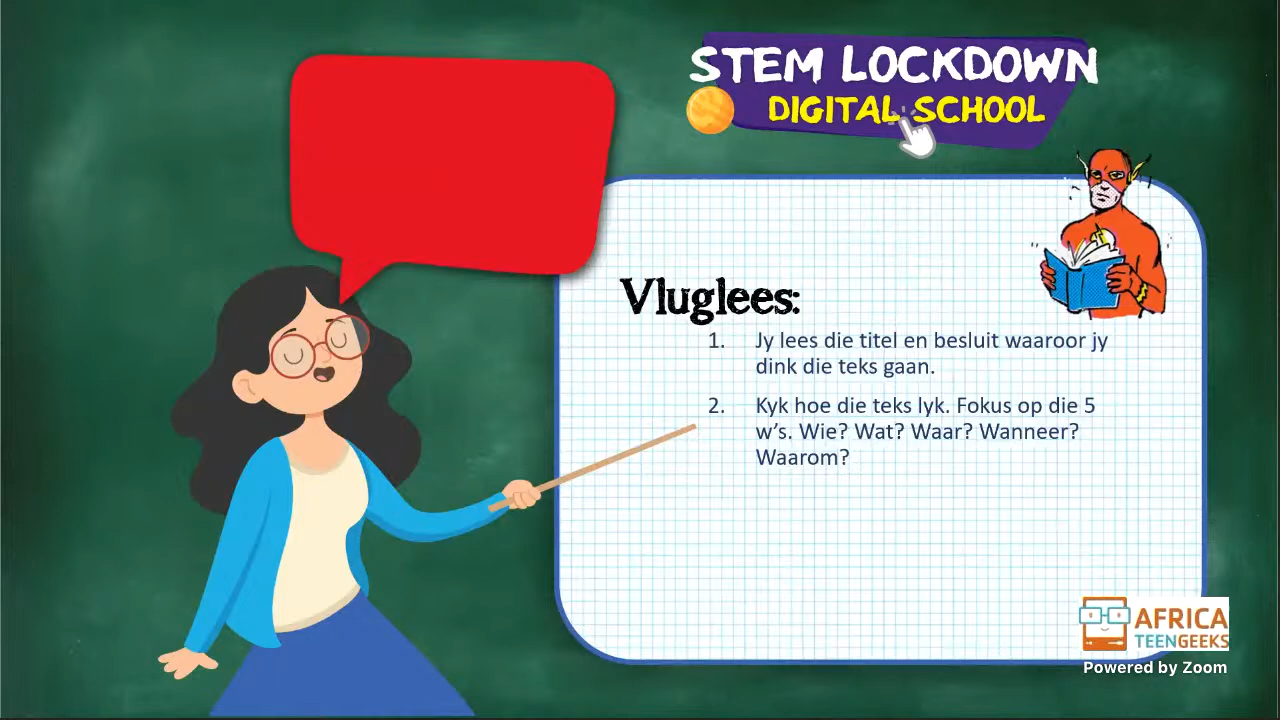 STEM LOCKDOWN
DIGITAL SCHOOL
Vluglees:
1. Jy lees die titel en besluit waaroor jy
dink die teks gaan.
2. Kyk hoe die teks lyk. Fokus op die 5
w’s. Wie? Wat? Waar? Wanneer?
Waarom?
AFRICA
TEENGEEKS
Powered by Zoom